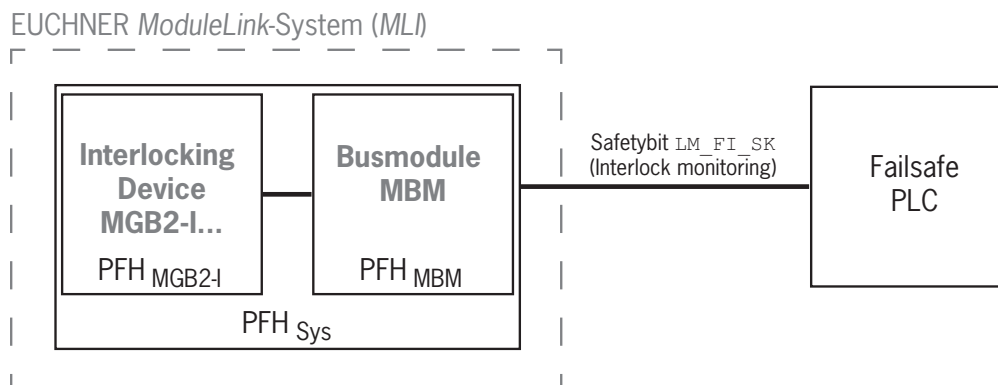 EUCHNER ModuleLink-System (MLI)
Interlocking
Device
MGB2-I...
PFH MGB2-I
Busmodule
MBM
PFH MBM
PFH Sys
Safetybit LM_FI_SK
(Interlock monitoring)
Failsafe
PLC